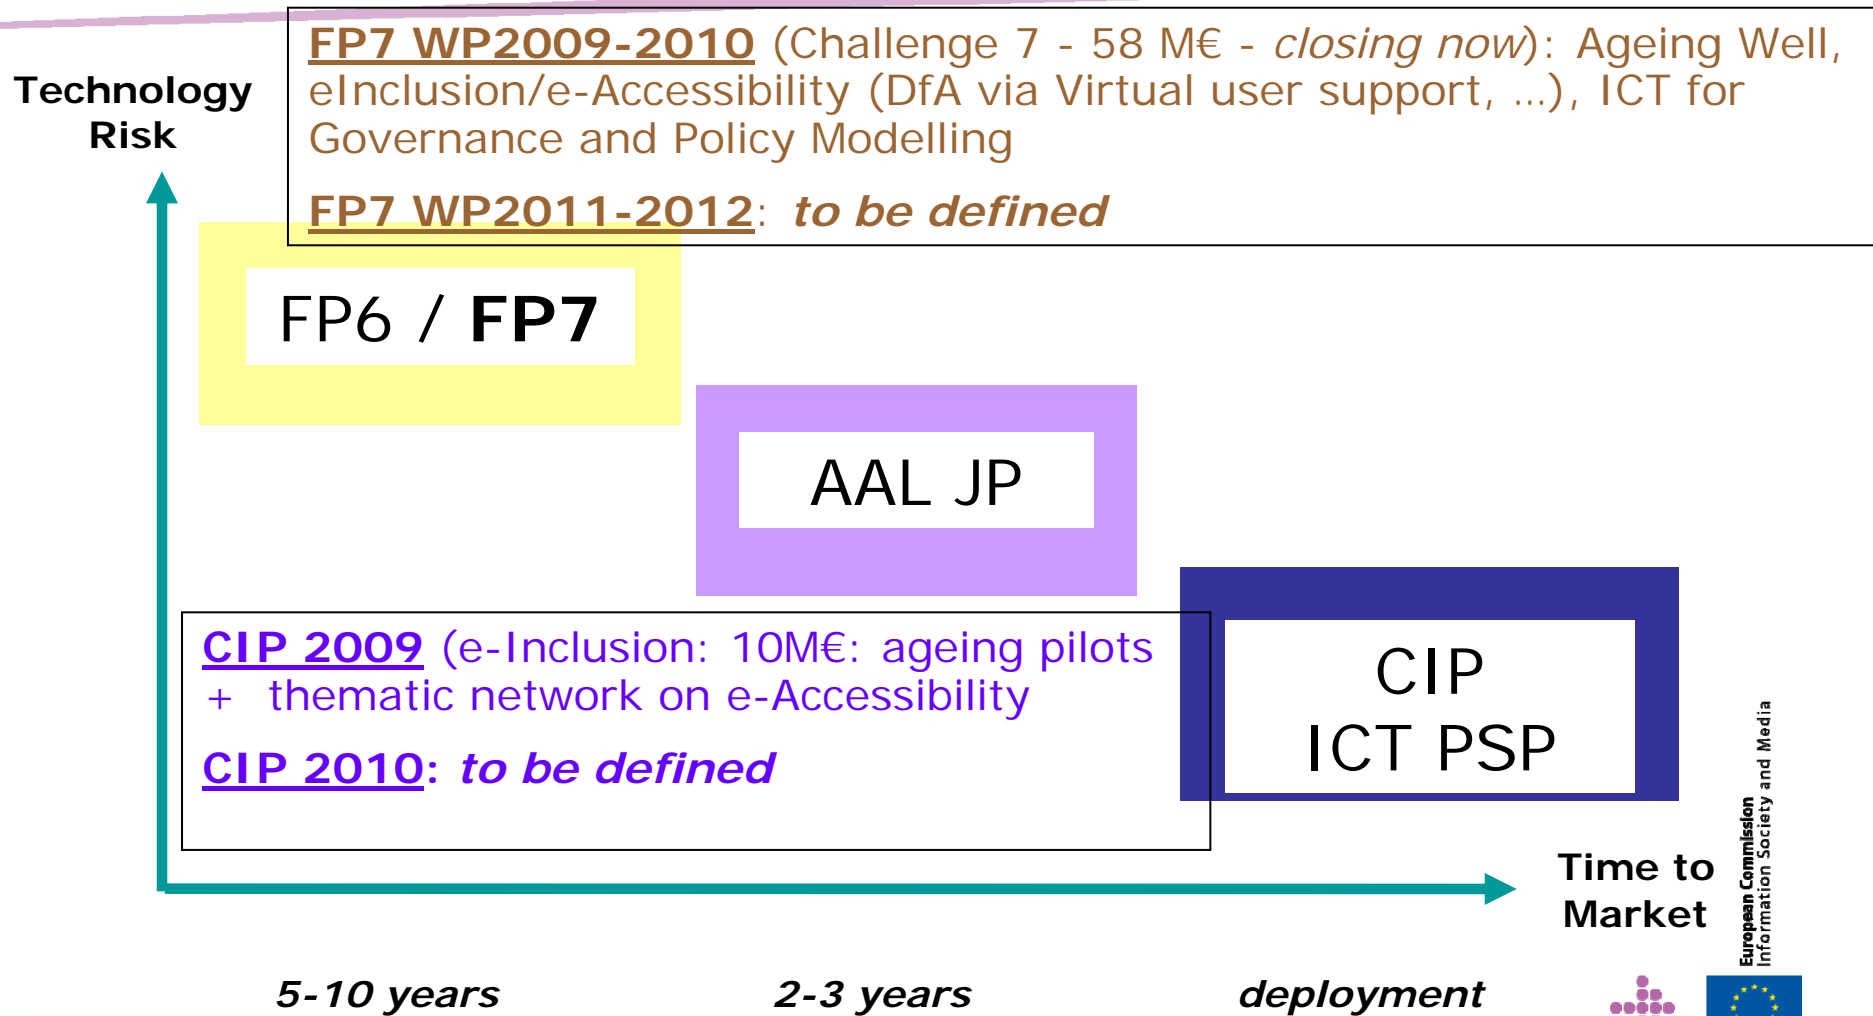 FP7 WP2009-2010 (Challenge 7 - 58 M€ - closing now): Ageing Well,
eInclusion/e-Accessibility (DfA via Virtual user support, ...), ICT for
Governance and Policy Modelling
FP7 WP2011-2012: to be defined
Technology
Risk
FP6 / FP7
AAL JP
CIP 2009 (e-Inclusion: 10M€: ageing pilots
+ thematic network on e-Accessibility
CIP 2010: to be defined
CIP
ICT PSP
Time to
Market
European Commission
Information Society and Media
5-10 years
2-3 years
deployment